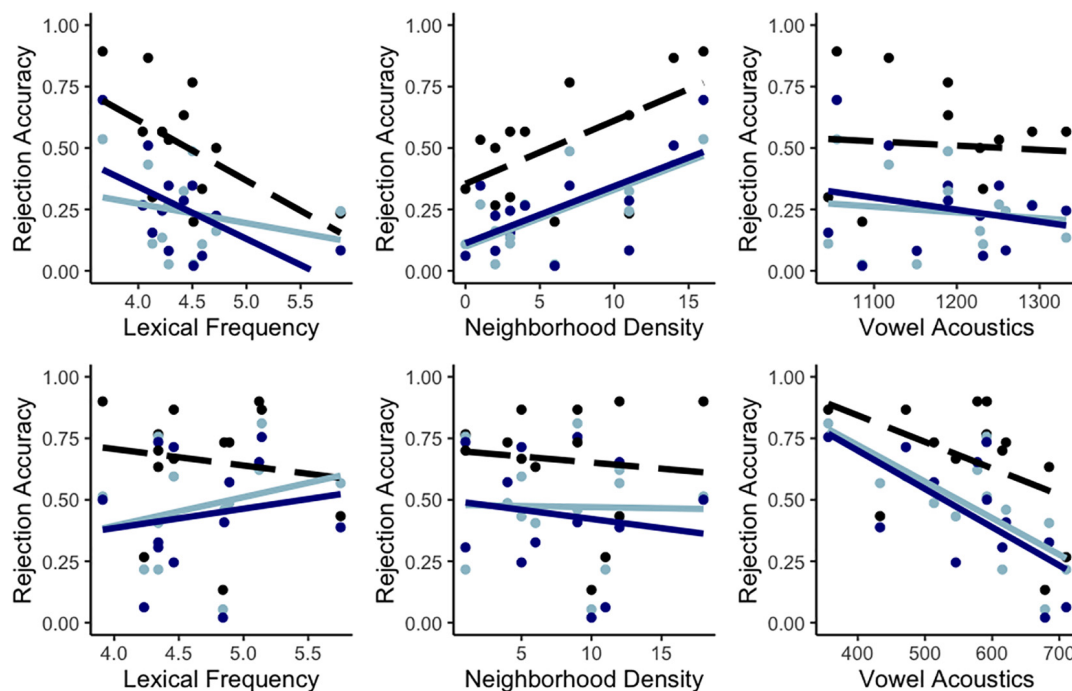 1.00
0.75
0.50
0.25
0.00
Rejection Accuracy
4.0 4.5 5.0 5.5
Lexical Frequency
1.00
0.75
0.50
0.25
0.00
Rejection Accuracy
0 5 10 15
Neighborhood Density
1.00
0.75
0.50
0.25
0.00
Rejection Accuracy
1100 1200 1300
Vowel Acoustics
1.00
0.75
0.50
0.25
0.00
Rejection Accuracy
4.0 4.5 5.0 5.5
Lexical Frequency
1.00
0.75
0.50
0.25
0.00
Rejection Accuracy
5 10 15
Neighborhood Density
1.00
0.75
0.50
0.25
0.00
Rejection Accuracy
400 500 600 700
Vowel Acoustics